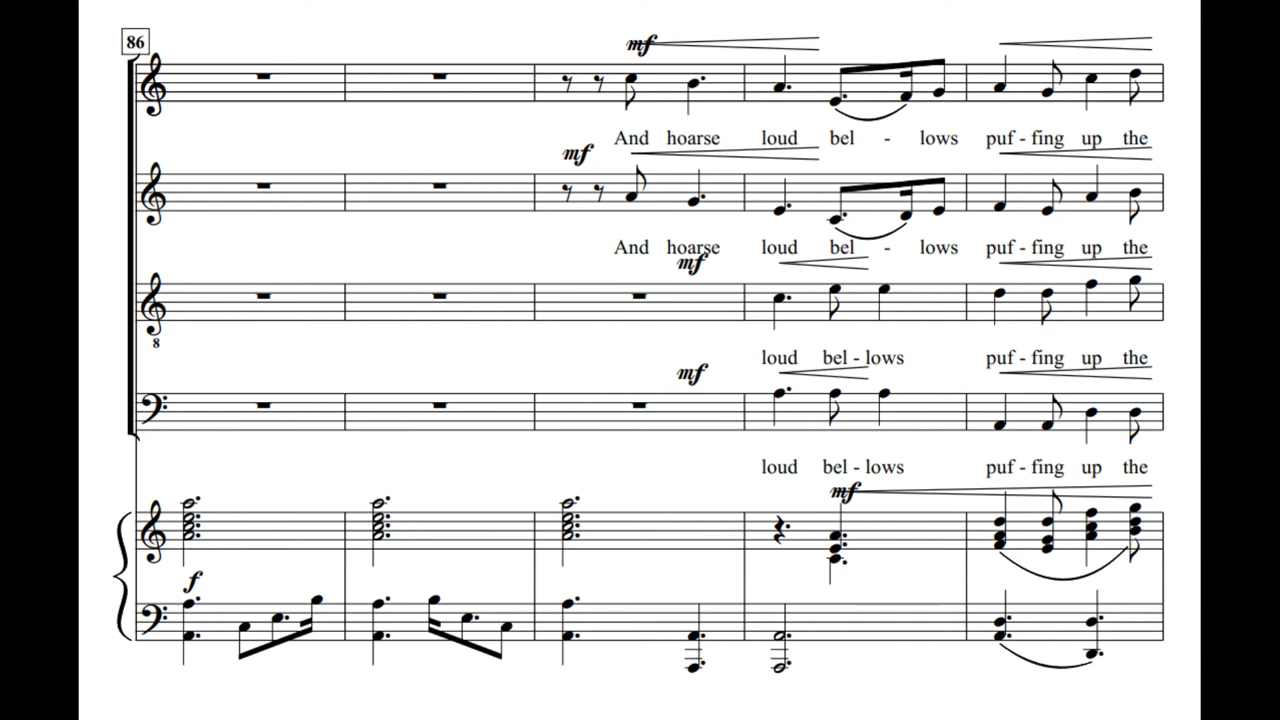 86
mf
And hoarse loud bel - lows puf - fing up the
mf
And hoarse loud bel - lows puf - fing up the
mf
8
loud bel - lows puf - fing up the
mf
loud bel - lows puf - fing up the
mf
f